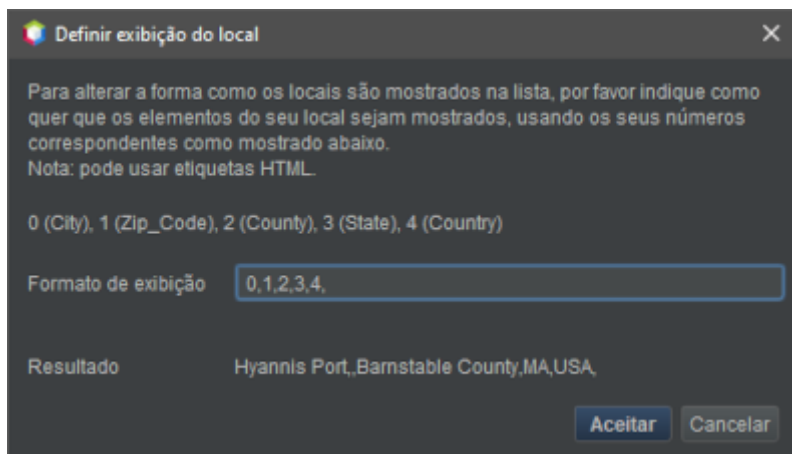 Definir exibição do local
Para alterar a forma como os locais são mostrados na lista, por favor indique como
quer que os elementos do seu local sejam mostrados, usando os seus números
correspondentes como mostrado abaixo.
Nota: pode usar etiquetas HTML.
0 (City), 1 (Zip_Code), 2 (County), 3 (State), 4 (Country)
Formato de exibição 0,1,2,3,4,
Resultado Hyannis Port,,Barnstable County,MA,USA,
Aceitar Cancelar